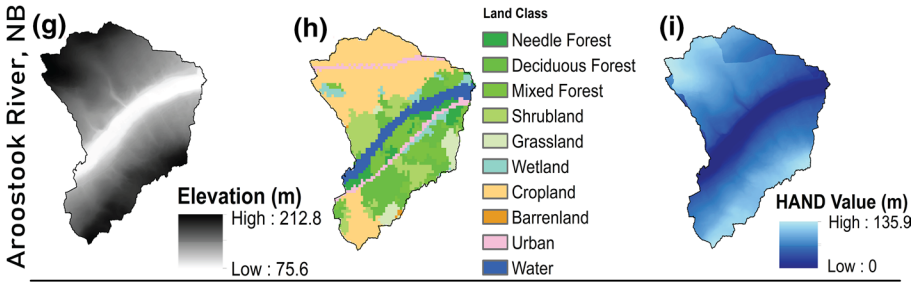 Aroostook River, NB
(g)
Elevation (m)
High : 212.8
Low : 75.6
(h)
Land Class
Needle Forest
Deciduous Forest
Mixed Forest
Shrubland
Grassland
Wetland
Cropland
Barrenland
Urban
Water
(i)
HAND Value (m)
High : 135.9
Low : 0